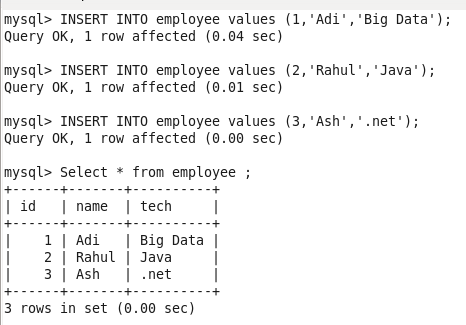 mysql> INSERT INTO employee values (1,'Adi','Big Data');
Query OK, 1 row affected (0.04 sec)

mysql> INSERT INTO employee values (2,'Rahul','Java');
Query OK, 1 row affected (0.01 sec)

mysql> INSERT INTO employee values (3,'Ash','.net');
Query OK, 1 row affected (0.00 sec)

mysql> Select * from employee ;
+------+-------+----------+
| id   | name  | tech     |
+------+-------+----------+
|    1 | Adi   | Big Data |
|    2 | Rahul | Java     |
|    3 | Ash   | .net     |
+------+-------+----------+
3 rows in set (0.00 sec)